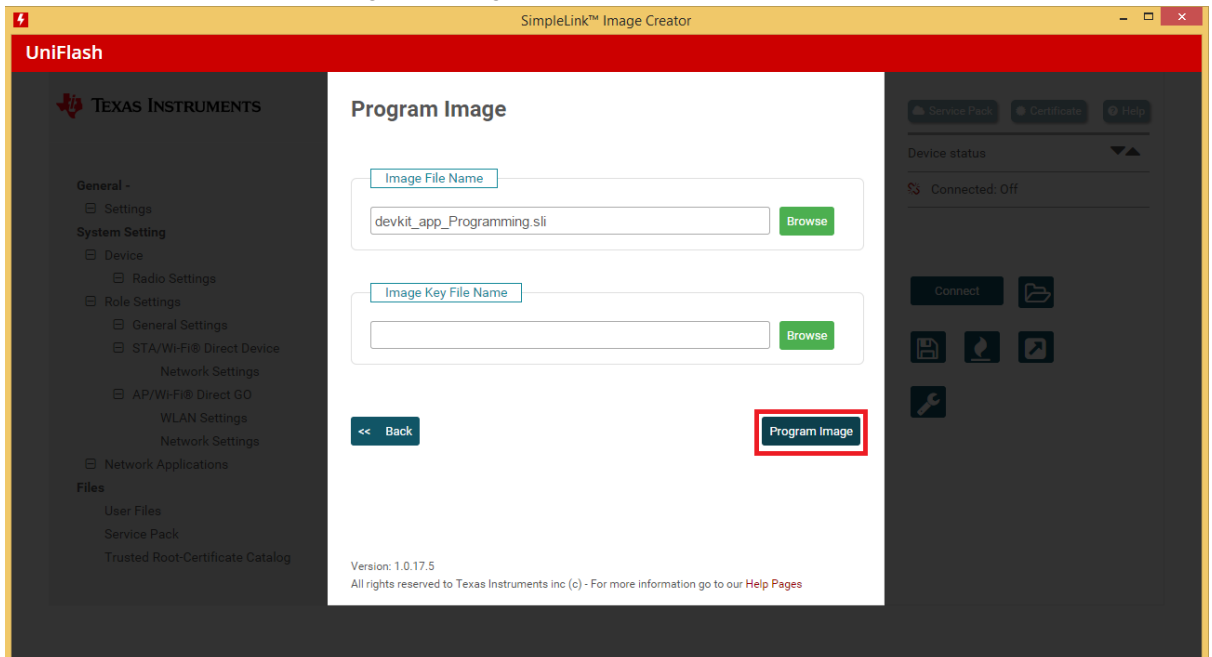 SimpleLink™ Image Creator
UniFlash
TEXAS INSTRUMENTS
General -
Settings
System Setting
Device
Radio Settings
Role Settings
General Settings
STA/Wi-Fi® Direct Device
Network Settings
AP/Wi-Fi® Direct GO
WLAN Settings
Network Settings
Network Applications
Files
User Files
Service Pack
Trusted Root-Certificate Catalog
Program Image
Image File Name
devkit_app_Programming.sli
Browse
Image Key File Name
Browse
<< Back
Program Image
Version: 1.0.17.5
All rights reserved to Texas Instruments inc (c) - For more information go to our Help Pages
Service Pack
Certificate
Help
Device status
Connected: Off
Connect